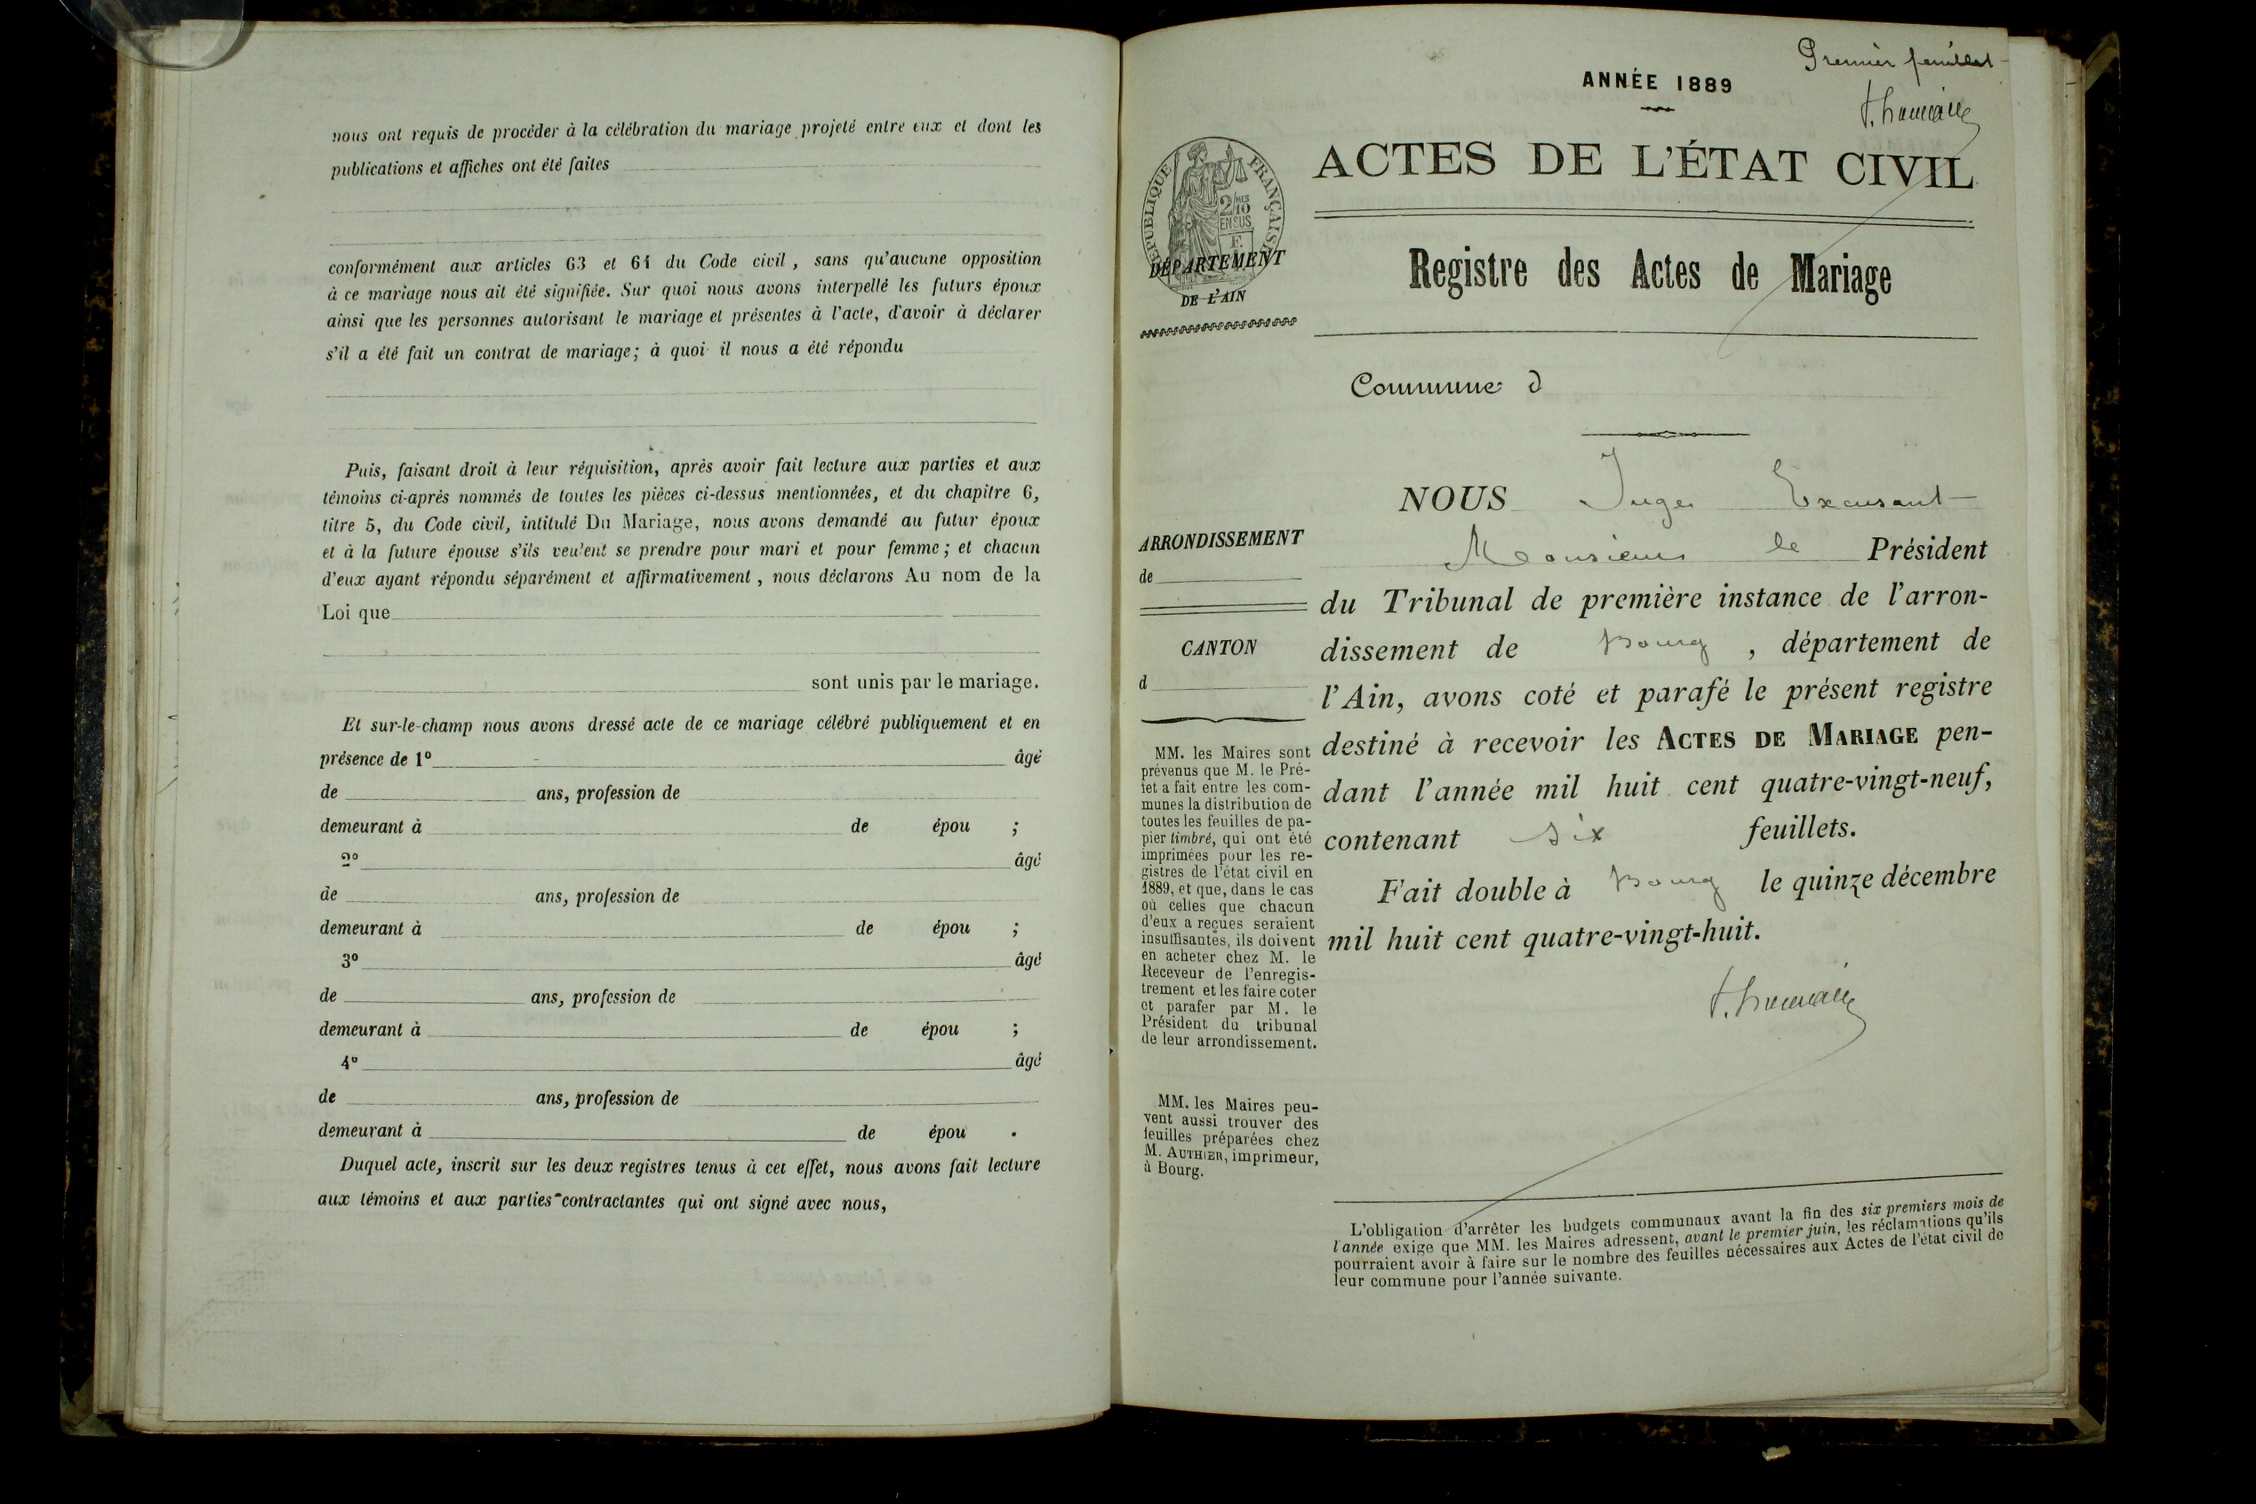 nous ont requis de procéder à la célébration du mariage projeté entre eux et dont les
publications et affiches ont été faites
conformément aux articles 63 et 64 du Code civil, sans qu'aucune opposition
à ce mariage nous ait été signifiée. Sur quoi nous avons interpellé les futurs époux
ainsi que les personnes autorisant le mariage et présentes à l'acte, d'avoir à déclarer
s'il a été fait un contrat de mariage; à quoi il nous a été répondu
Puis, faisant droit à leur réquisition, après avoir fait lecture aux parties et aux
témoins ci-après nommés de toutes les pièces ci-dessus mentionnées, et du chapitre 6,
titre 5, du Code civil, intitulé Du Mariage, nous avons demandé au futur époux
et à la future épouse s'ils veulent se prendre pour mari et pour femme; et chacun
d'eux ayant répondu séparément et affirmativement, nous déclarons Au nom de la
Loi que
sont unis par le mariage.
Et sur-le-champ nous avons dressé acte de ce mariage célébré publiquement et en
présence de 1º âgé
de ans, profession de
demeurant à de épou ;
2º âgé
de ans, profession de
demeurant à de épou ;
3º âgé
de ans, profession de
demeurant à de épou ;
4º âgé
de ans, profession de
demeurant à de épou .
Duquel acte, inscrit sur les deux registres tenus à cet effet, nous avons fait lecture
aux témoins et aux parties contractantes qui ont signé avec nous,
Premier feuillet
ANNÉE 1889
ACTES DE L'ÉTAT CIVIL
RÉPUBLIQUE FRANÇAISE
2/10 MES
EN SUS
DÉPARTEMENT
DE L'AIN
Registre des Actes de Mariage
Commune d
NOUS Juge Excusant
Monsieur le Président
du Tribunal de première instance de l'arron-
dissement de Bourg, département de
l'Ain, avons coté et parafé le présent registre
destiné à recevoir les ACTES DE MARIAGE pen-
dant l'année mil huit cent quatre-vingt-neuf,
contenant six feuillets.
Fait double à Bourg le quinze décembre
mil huit cent quatre-vingt-huit.
ARRONDISSEMENT
de
CANTON
d
MM. les Maires sont
prévenus que M. le Pré-
fet a fait entre les com-
munes la distribution de
toutes les feuilles de pa-
pier timbré, qui ont été
imprimées pour les re-
gistres de l'état civil en
1889, et que, dans le cas
où celles que chacun
d'eux a reçues seraient
insuffisantes, ils doivent
en acheter chez M. le
Receveur de l'enregis-
trement et les faire coter
et parafer par M. le
Président du tribunal
de leur arrondissement.
MM. les Maires peu-
vent aussi trouver des
feuilles préparées chez
M. AUTHIER, imprimeur,
à Bourg.
L'obligation d'arrêter les budgets communaux avant la fin des six premiers mois de
l'année exige que MM. les Maires adressent, avant le premier juin, les réclamations qu'ils
pourraient avoir à faire sur le nombre des feuilles nécessaires aux Actes de l'état civil de
leur commune pour l'année suivante.